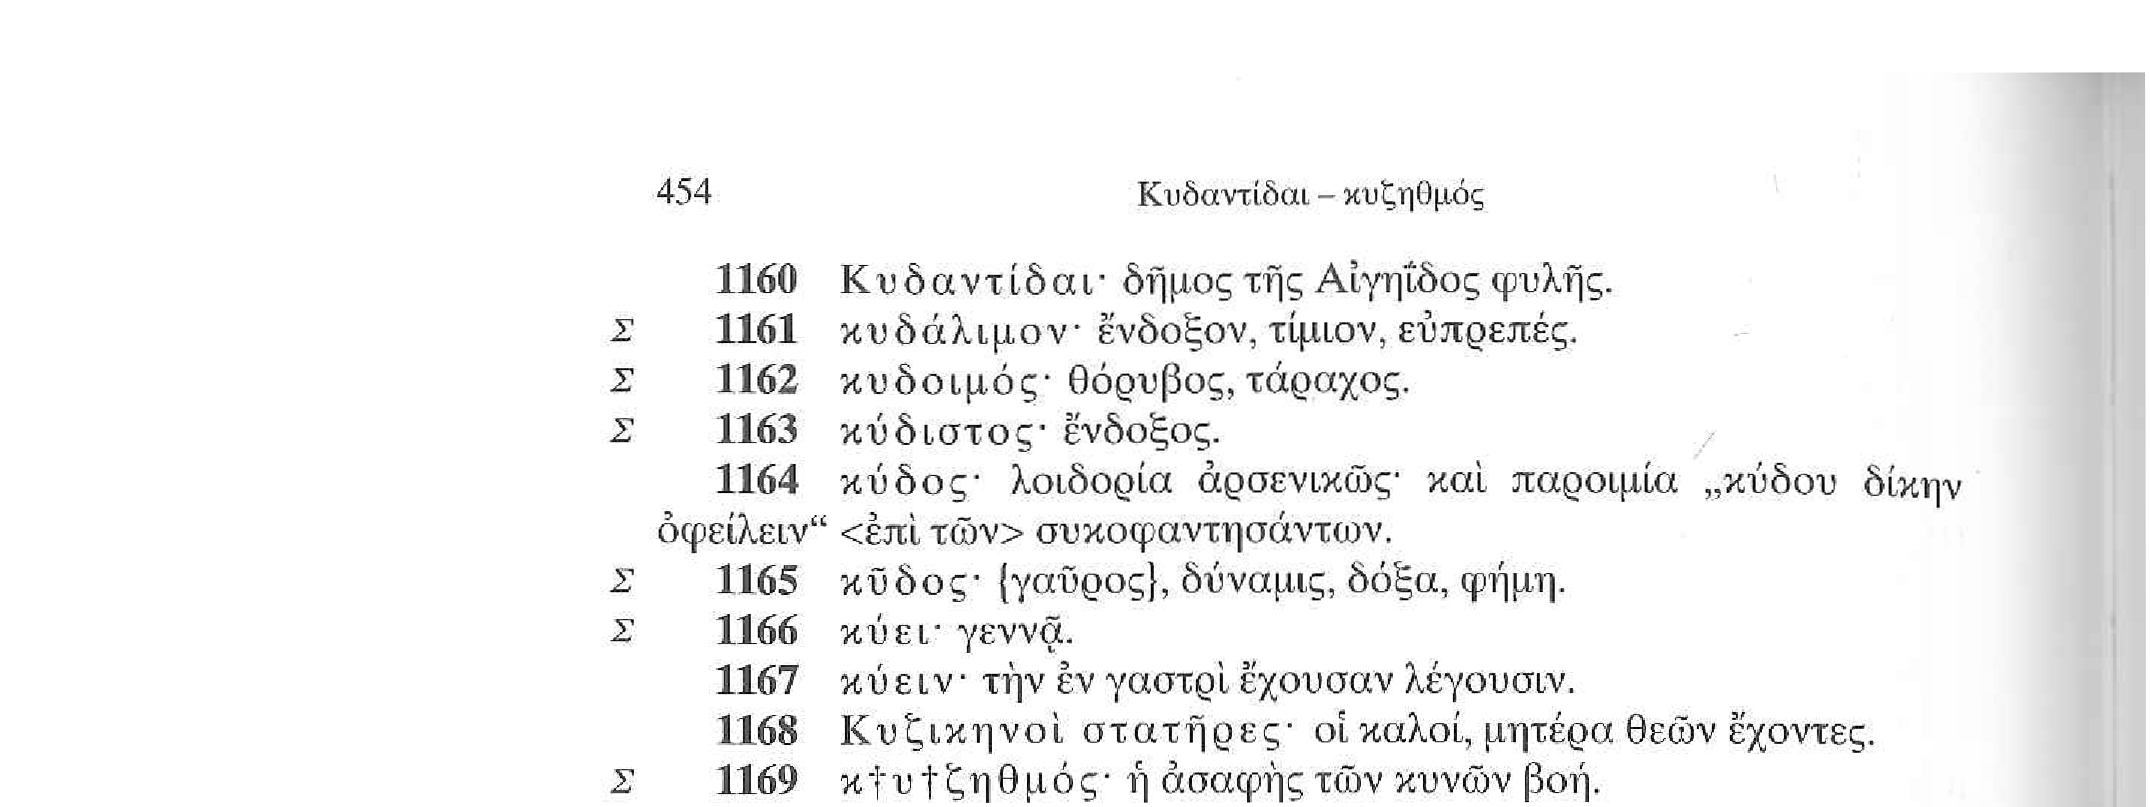 454 Κυδαντίδαι – κυζηθμός
1160 Κυδαντίδαι· δῆμος τῆς Αἰγηΐδος φυλῆς.
Σ 1161 κυδάλιμον· ἔνδοξον, τίμιον, εὐπρεπές.
Σ 1162 κυδοιμός· θόρυβος, τάραχος.
Σ 1163 κύδιστος· ἔνδοξος.
1164 κύδος· λοιδορία ἀρσενικῶς· καὶ παροιμία „κύδου δίκην
ὀφείλειν“ <ἐπὶ τῶν> συκοφαντησάντων.
Σ 1165 κῦδος· {γαῦρος}, δύναμις, δόξα, φήμη.
Σ 1166 κύει· γεννᾷ.
1167 κύειν· τὴν ἐν γαστρὶ ἔχουσαν λέγουσιν.
1168 Κυζικηνοὶ στατῆρες· οἱ καλοί, μητέρα θεῶν ἔχοντες.
Σ 1169 κ†υ†ζηθμός· ἡ ἀσαφὴς τῶν κυνῶν βοή.